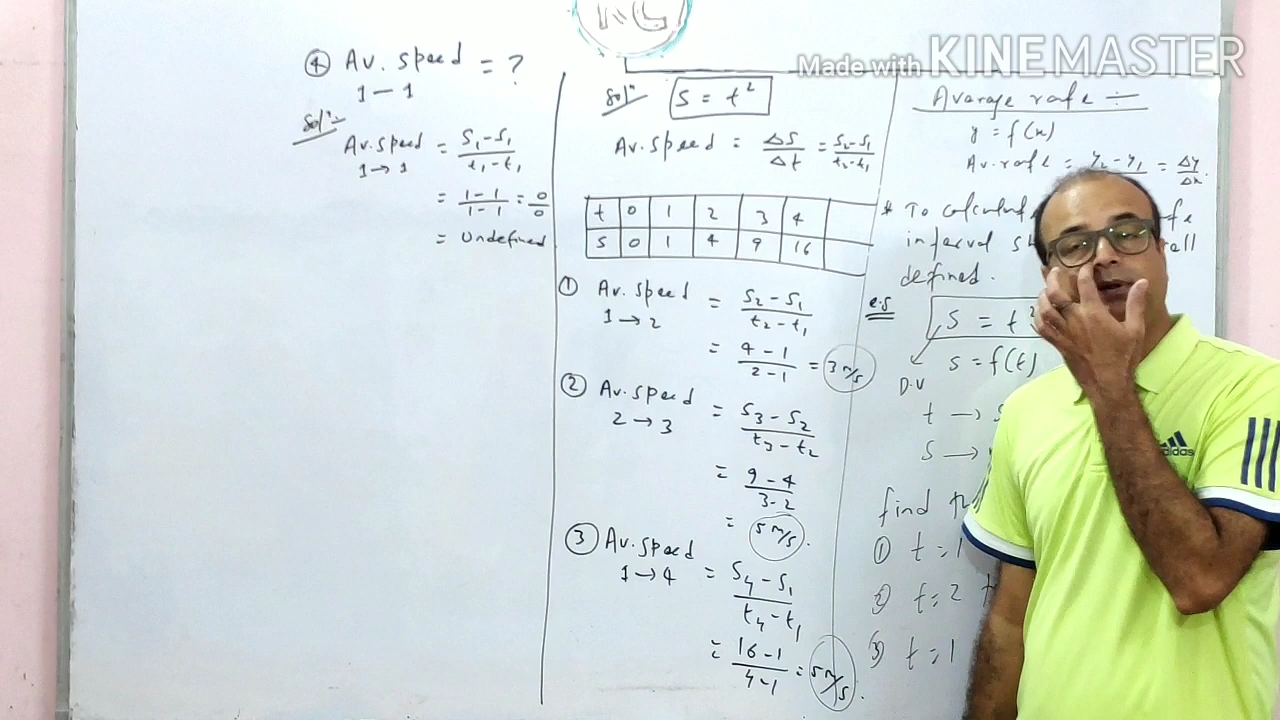 Made with KINEMASTER
NC
④ Av. Speed = ?
1 – 1
Solⁿ:-
Av. Speed = S₁-S₁/t₁-t₁
1→1
= 1-1/1-1 = 0/0
= Undefined
Solⁿ S = t²
Av. Speed = ΔS/Δt = S₂-S₁/t₂-t₁
t 0 1 2 3 4
S 0 1 4 9 16
① Av. Speed = S₂-S₁/t₂-t₁
1→2
= 4-1/2-1 = 3 m/s
② Av. Speed = S₃-S₂/t₃-t₂
2→3
= 9-4/3-2
= 5 m/s.
③ Av. Speed = S₄-S₁/t₄-t₁
1→4
= 16-1/4-1 = 5 m/s.
Avarage rate :-
y = f(x)
Av. rate = y₂-y₁ = Δy/Δx.
* To calculate
interval
defined.
e.g S = t²
S = f(t)
D.V
t →
S →
find
① t = 1
② t = 2
③ t = 1
adidas